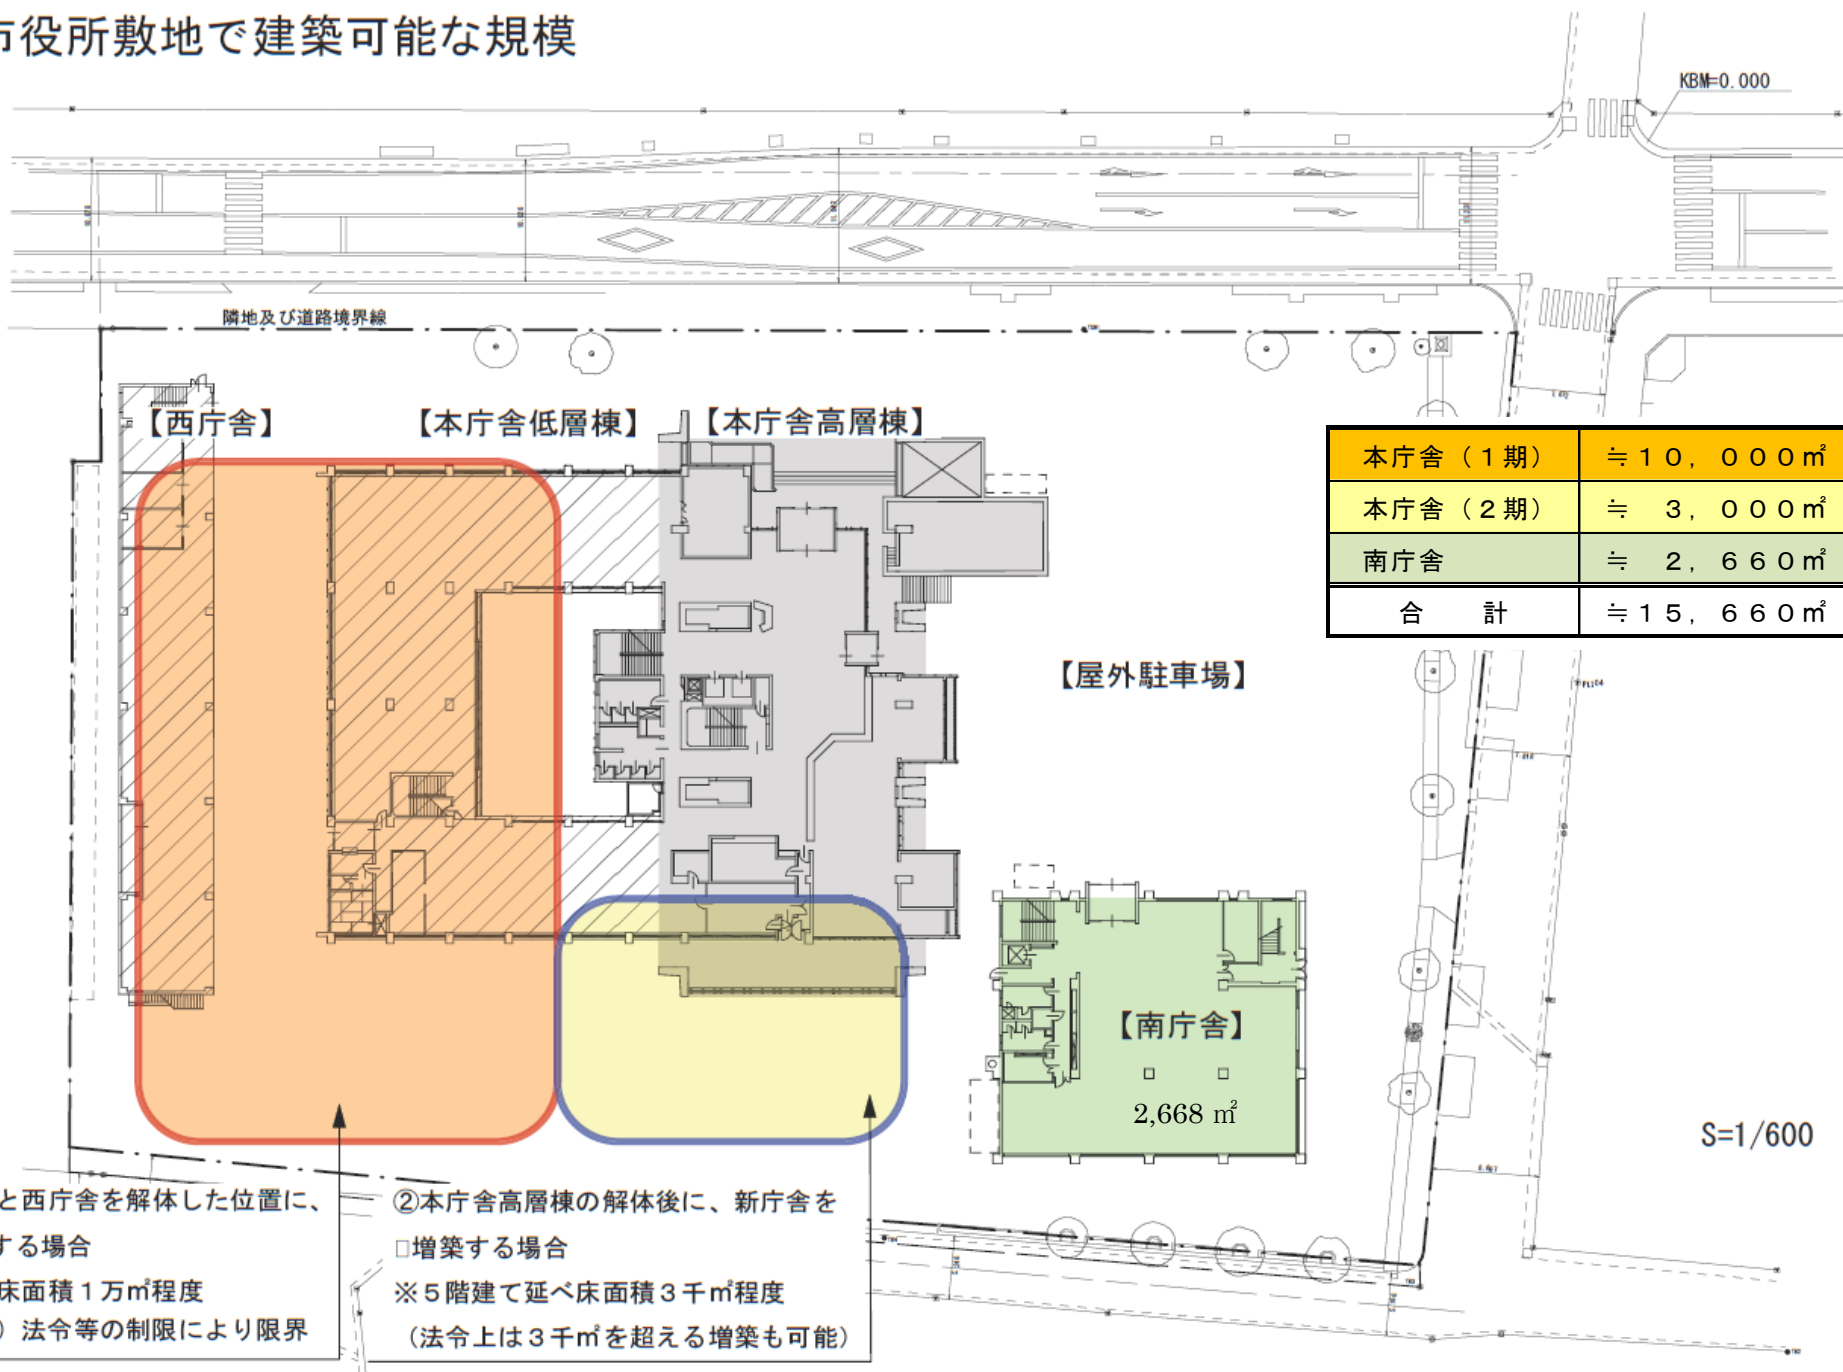 市役所敷地で建築可能な規模
KBM=0.000
隣地及び道路境界線
【西庁舎】
【本庁舎低層棟】
【本庁舎高層棟】
本庁舎（1期） ≒10,000㎡
本庁舎（2期） ≒ 3,000㎡
南庁舎 ≒ 2,660㎡
合 計 ≒15,660㎡
【屋外駐車場】
【南庁舎】
2,668 ㎡
S=1/600
と西庁舎を解体した位置に、
する場合
床面積１万㎡程度
）法令等の制限により限界
②本庁舎高層棟の解体後に、新庁舎を
□増築する場合
※５階建て延べ床面積３千㎡程度
（法令上は３千㎡を超える増築も可能）